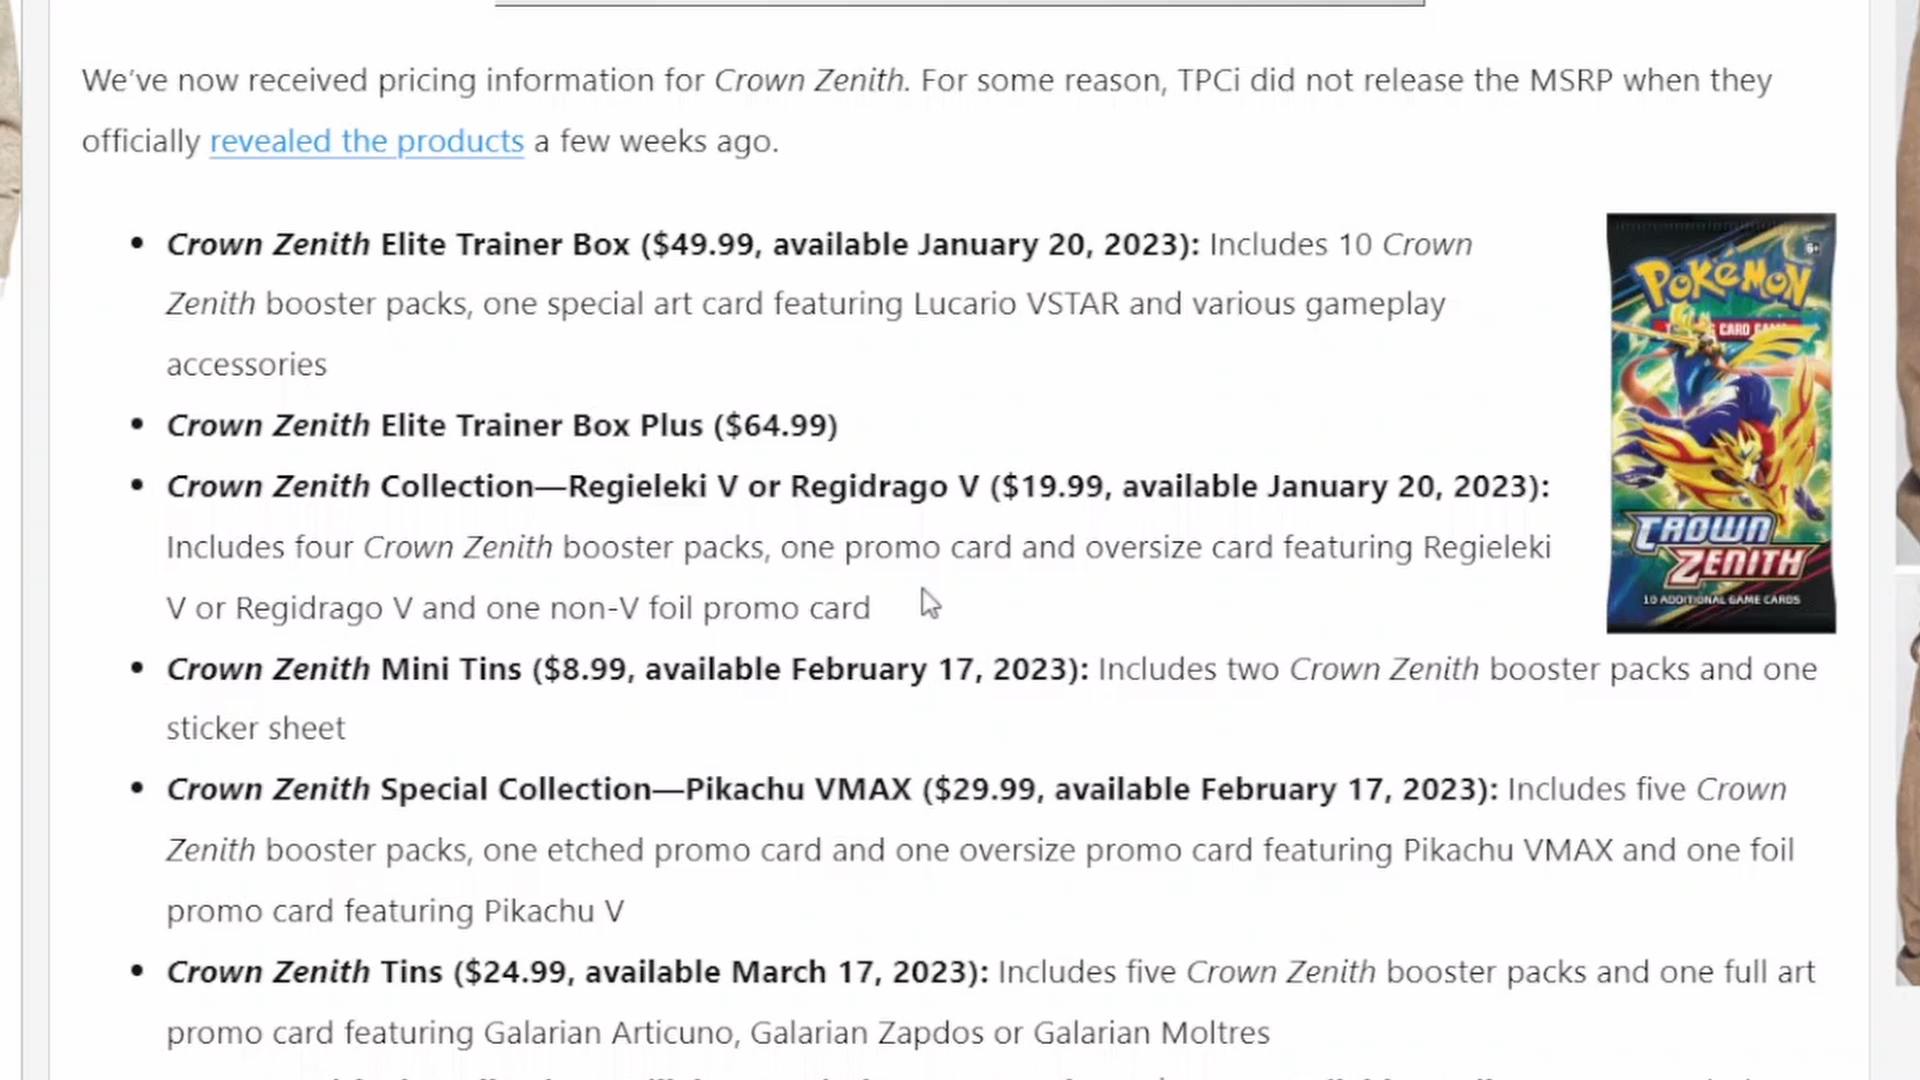 We've now received pricing information for Crown Zenith. For some reason, TPCi did not release the MSRP when they
officially revealed the products a few weeks ago.
Crown Zenith Elite Trainer Box ($49.99, available January 20, 2023): Includes 10 Crown
Zenith booster packs, one special art card featuring Lucario VSTAR and various gameplay
accessories
Crown Zenith Elite Trainer Box Plus ($64.99)
Crown Zenith Collection—Regieleki V or Regidrago V ($19.99, available January 20, 2023):
Includes four Crown Zenith booster packs, one promo card and oversize card featuring Regieleki
V or Regidrago V and one non-V foil promo card
Crown Zenith Mini Tins ($8.99, available February 17, 2023): Includes two Crown Zenith booster packs and one
sticker sheet
Crown Zenith Special Collection—Pikachu VMAX ($29.99, available February 17, 2023): Includes five Crown
Zenith booster packs, one etched promo card and one oversize promo card featuring Pikachu VMAX and one foil
promo card featuring Pikachu V
Crown Zenith Tins ($24.99, available March 17, 2023): Includes five Crown Zenith booster packs and one full art
promo card featuring Galarian Articuno, Galarian Zapdos or Galarian Moltres
6+
POKéMON
CARD GAME
CROWN
ZENITH
10 ADDITIONAL GAME CARDS